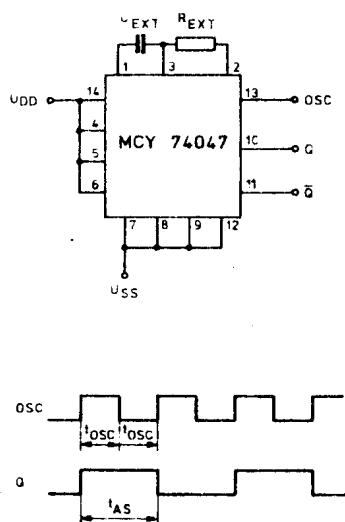 CEXT REXT
1 3 2
14 13 OSC
UDD
4
MCY 74047 10 Q
5
11 Q̅
6
7 8 9 12
USS
OSC
tOSC tOSC
Q
tAS